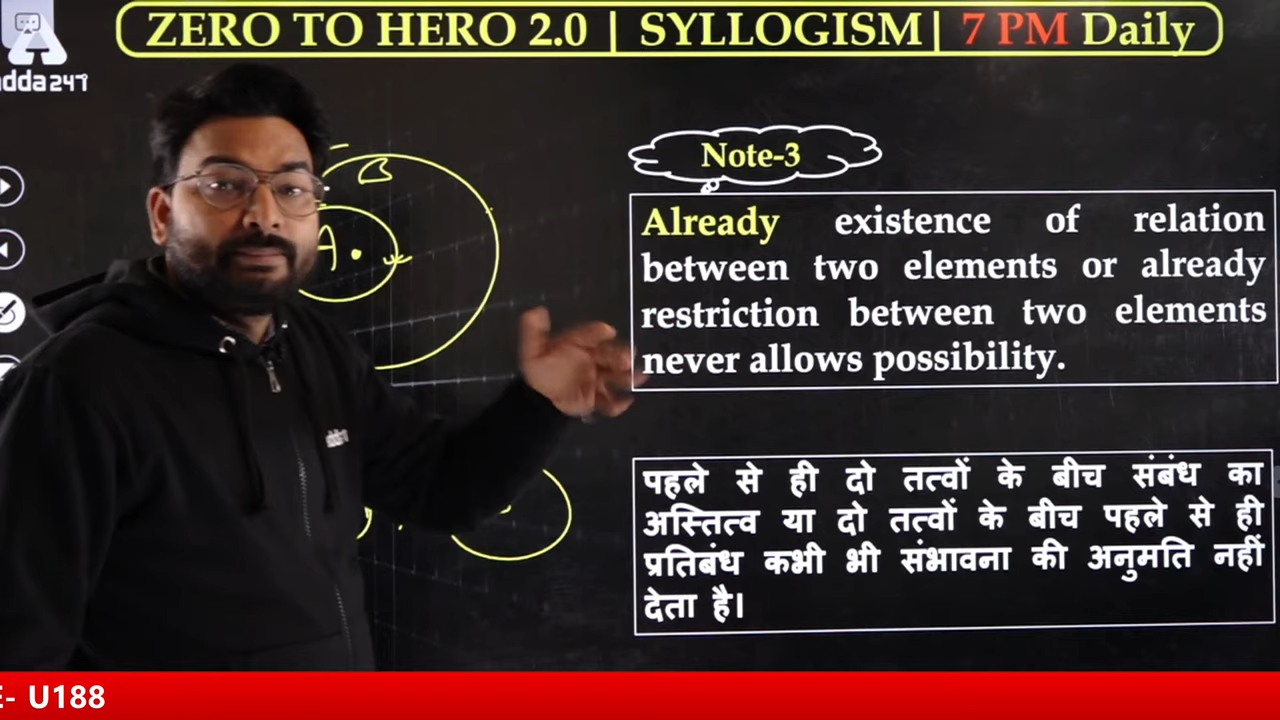 ZERO TO HERO 2.0 | SYLLOGISM | 7 PM Daily
adda247
Note-3
B
A
Already existence of relation
between two elements or already
restriction between two elements
never allows possibility.
पहले से ही दो तत्वों के बीच संबंध का
अस्तित्व या दो तत्वों के बीच पहले से ही
प्रतिबंध कभी भी संभावना की अनुमति नहीं
देता है।
E- U188